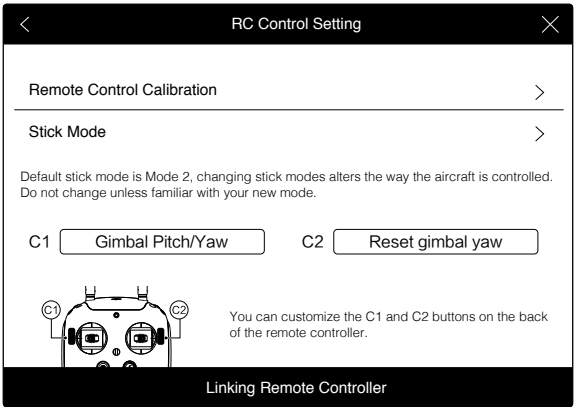 RC Control Setting
Remote Control Calibration
Stick Mode
Default stick mode is Mode 2, changing stick modes alters the way the aircraft is controlled.
Do not change unless familiar with your new mode.
C1 Gimbal Pitch/Yaw C2 Reset gimbal yaw
C1 C2
You can customize the C1 and C2 buttons on the back
of the remote controller.
Linking Remote Controller